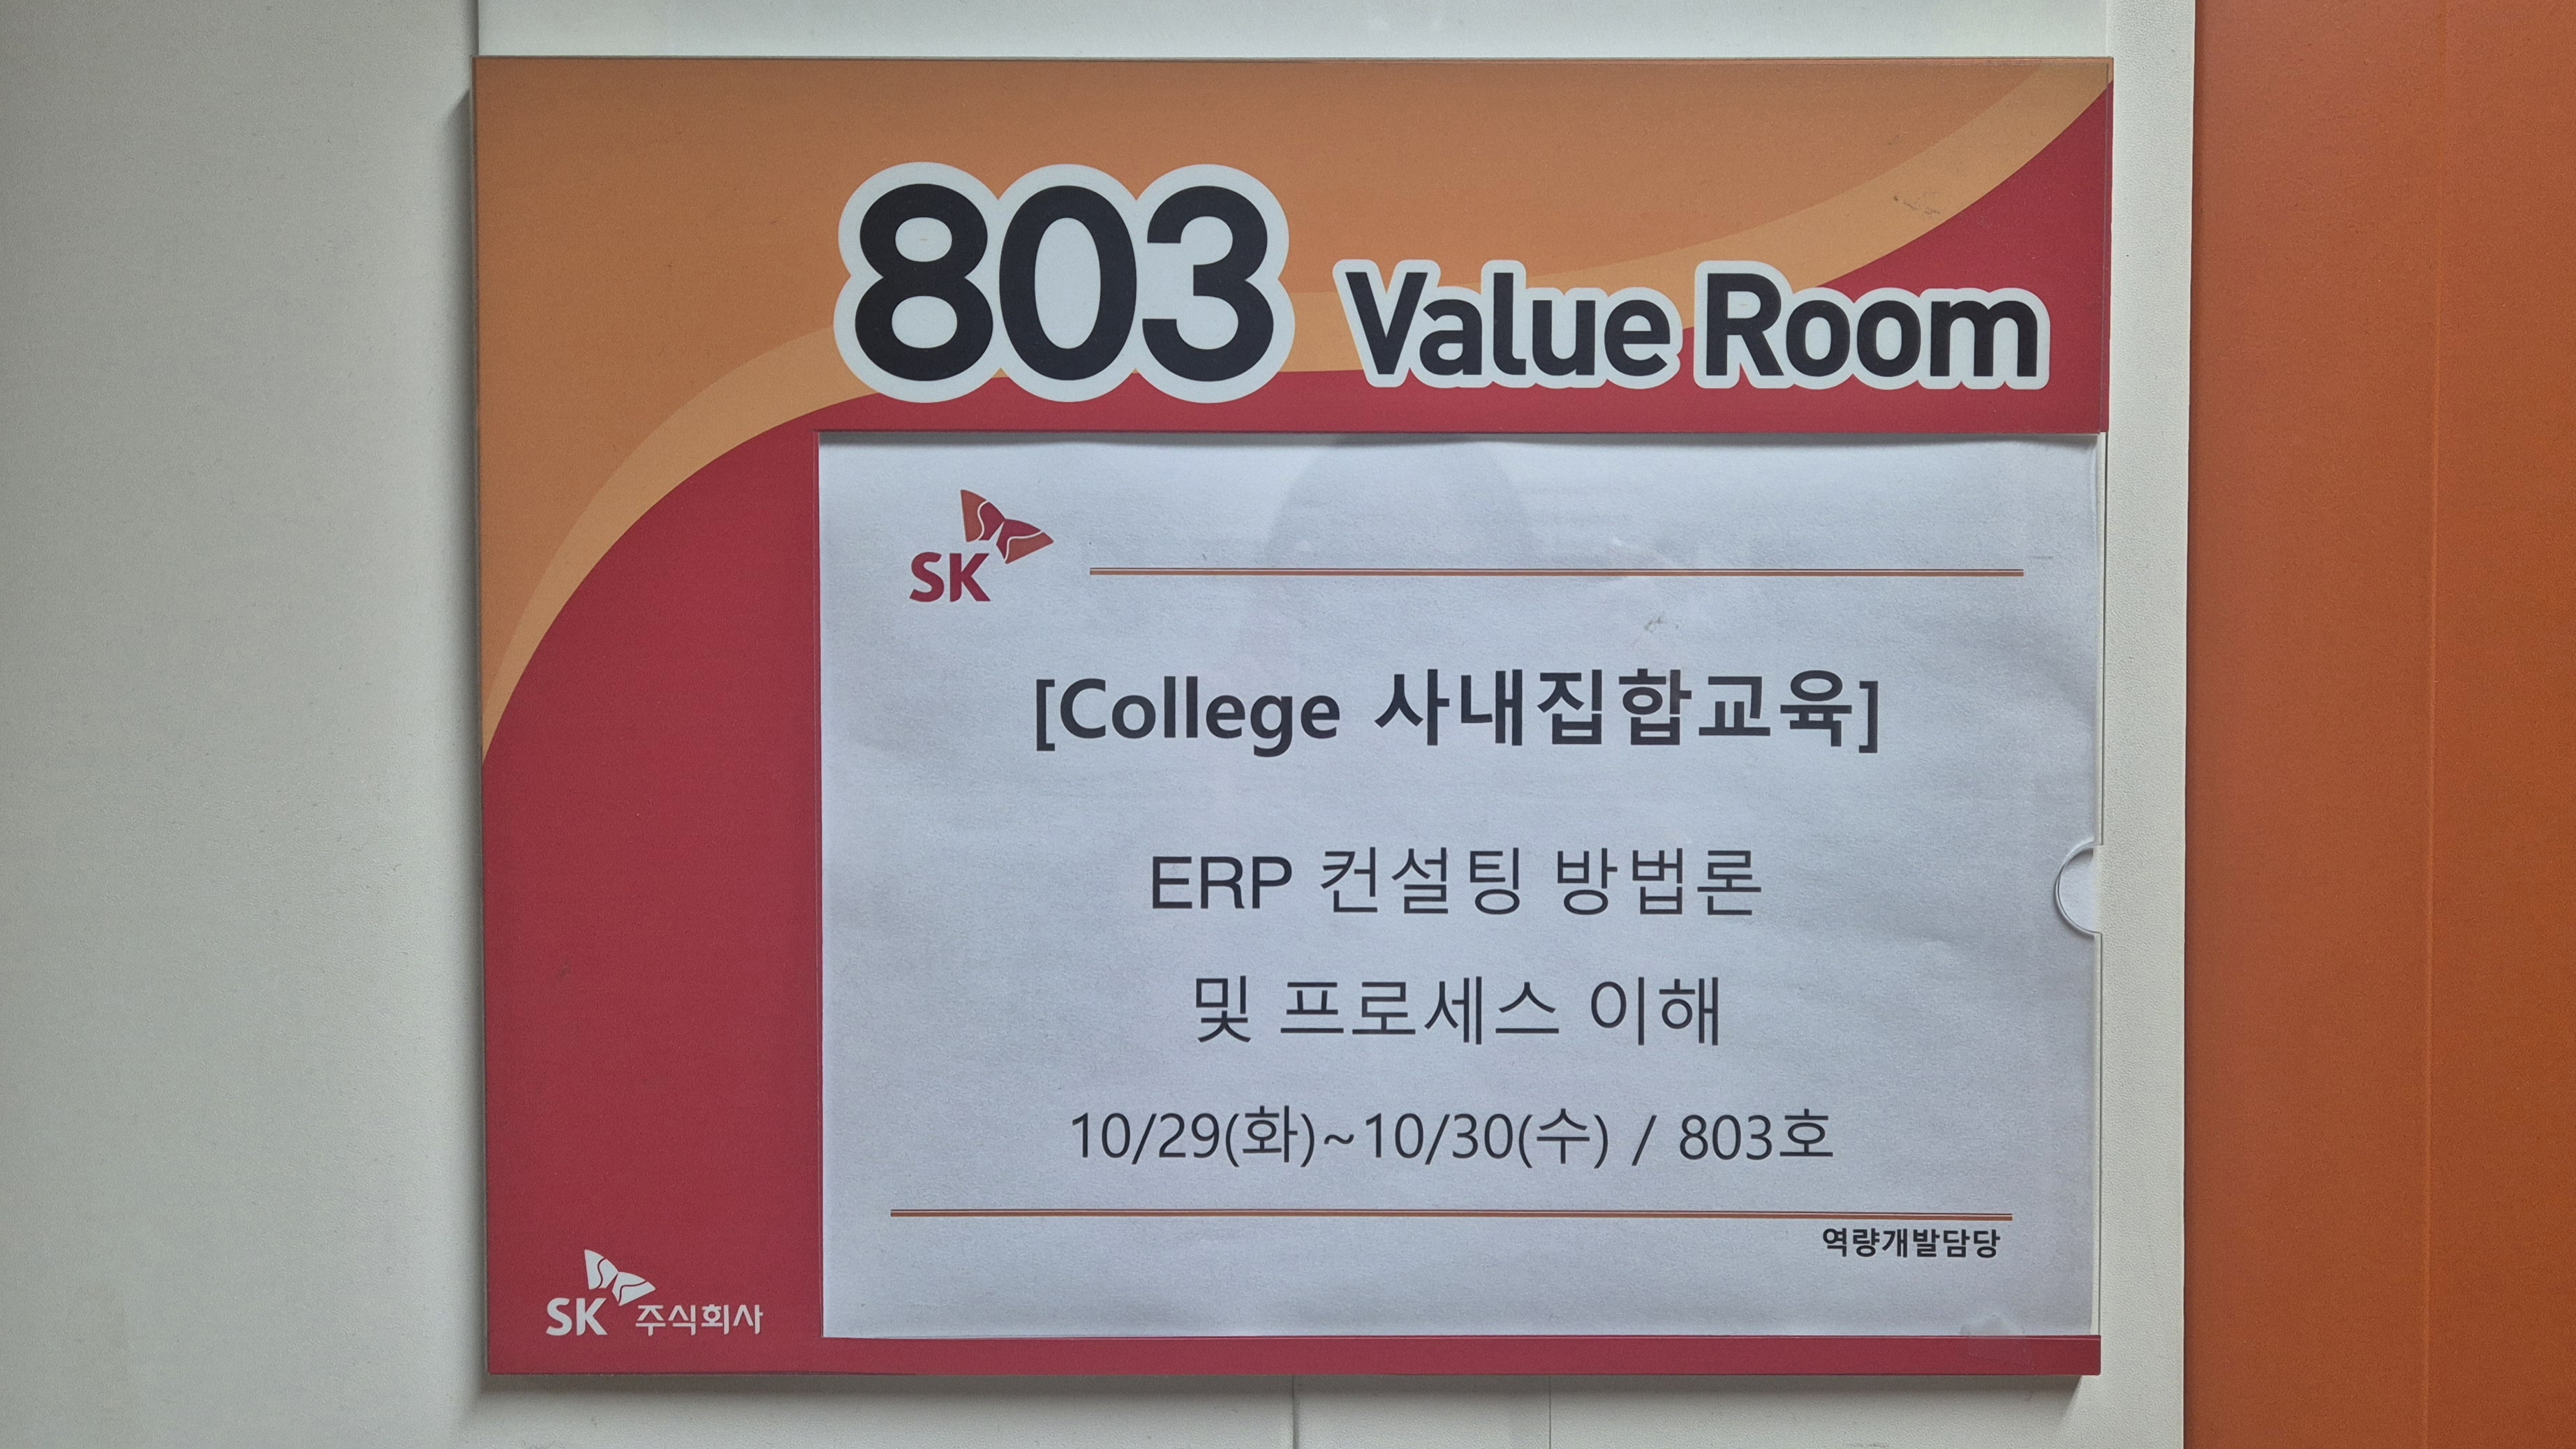 803 Value Room
SK
[College 사내집합교육]
ERP 컨설팅 방법론
및 프로세스 이해
10/29(화)~10/30(수) / 803호
역량개발담당
SK 주식회사